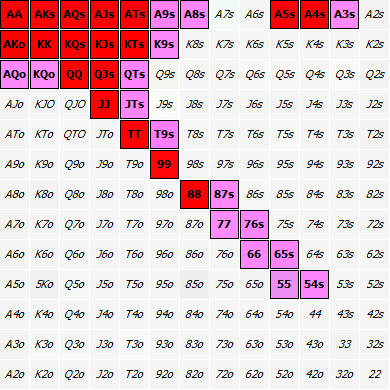 AA AKs AQs AJs ATs A9s A8s A7s A6s A5s A4s A3s A2s
AKo KK KQs KJs KTs K9s K8s K7s K6s K5s K4s K3s K2s
AQo KQo QQ QJs QTs Q9s Q8s Q7s Q6s Q5s Q4s Q3s Q2s
AJo KJO QJO JJ JTs J9s J8s J7s J6s J5s J4s J3s J2s
ATo KTo QTO JTo TT T9s T8s T7s T6s T5s T4s T3s T2s
A9o K9o Q9o J9o T9o 99 98s 97s 96s 95s 94s 93s 92s
A8o K8o Q8o J8o T8o 98o 88 87s 86s 85s 84s 83s 82s
A7o K7o Q7o J7o T7o 97o 87o 77 76s 75s 74s 73s 72s
A6o K6o Q6o J6o T6o 96o 86o 76o 66 65s 64s 63s 62s
A5o 5Ko Q5o J5o T5o 95o 85o 75o 65o 55 54s 53s 52s
A4o K4o Q4o J4o T4o 94o 84o 74o 64o 54o 44 43s 42s
A3o K3o Q3o J3o T3o 93o 83o 73o 63o 53o 43o 33 32s
A2o K2o Q2o J2o T2o 92o 82o 72o 62o 52o 42o 32o 22